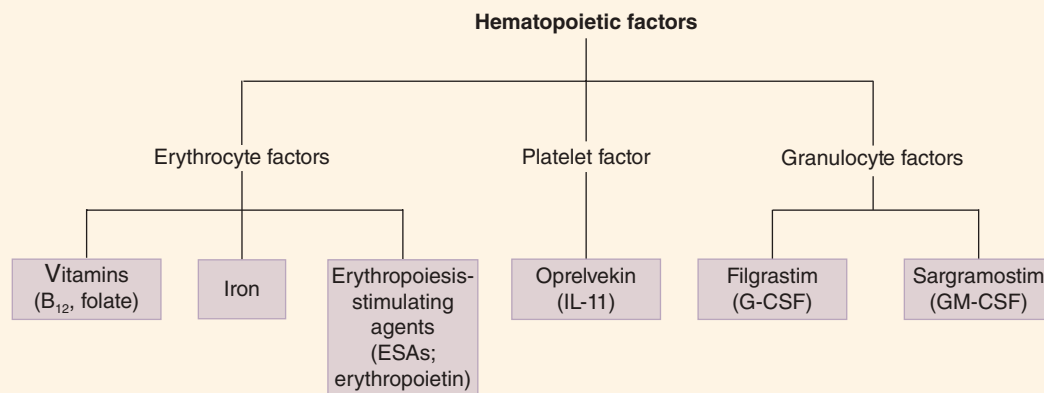 Hematopoietic factors
Erythrocyte factors
Platelet factor
Granulocyte factors
Vitamins
(B₁₂, folate)
Iron
Erythropoiesis-
stimulating
agents
(ESAs;
erythropoietin)
Oprelvekin
(IL-11)
Filgrastim
(G-CSF)
Sargramostim
(GM-CSF)